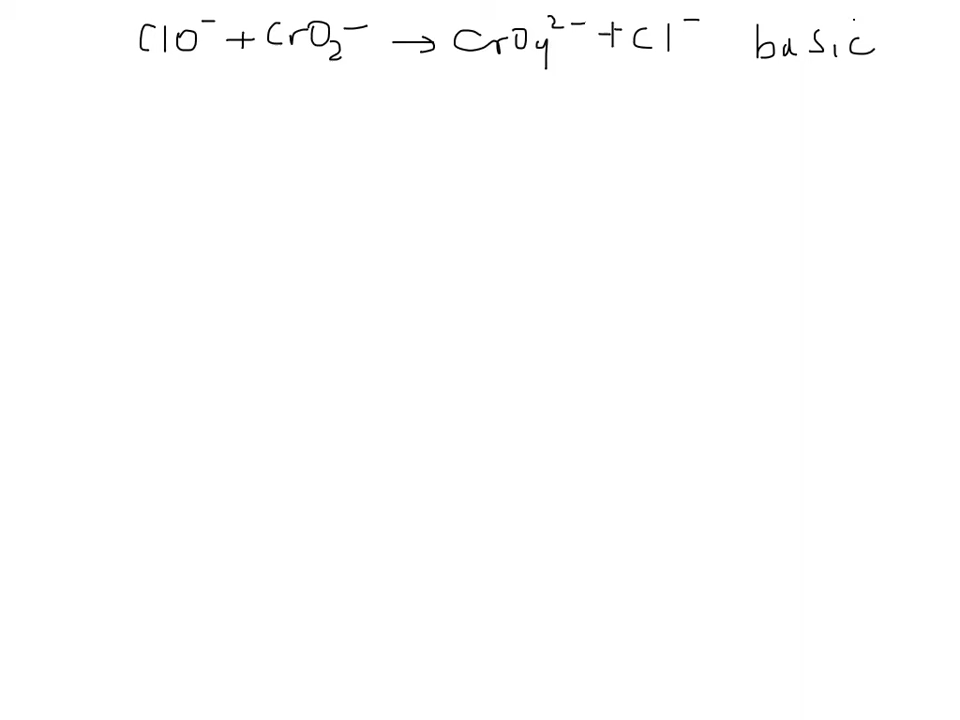 ClO⁻ + CrO₂⁻ → CrO₄²⁻ + Cl⁻ basic